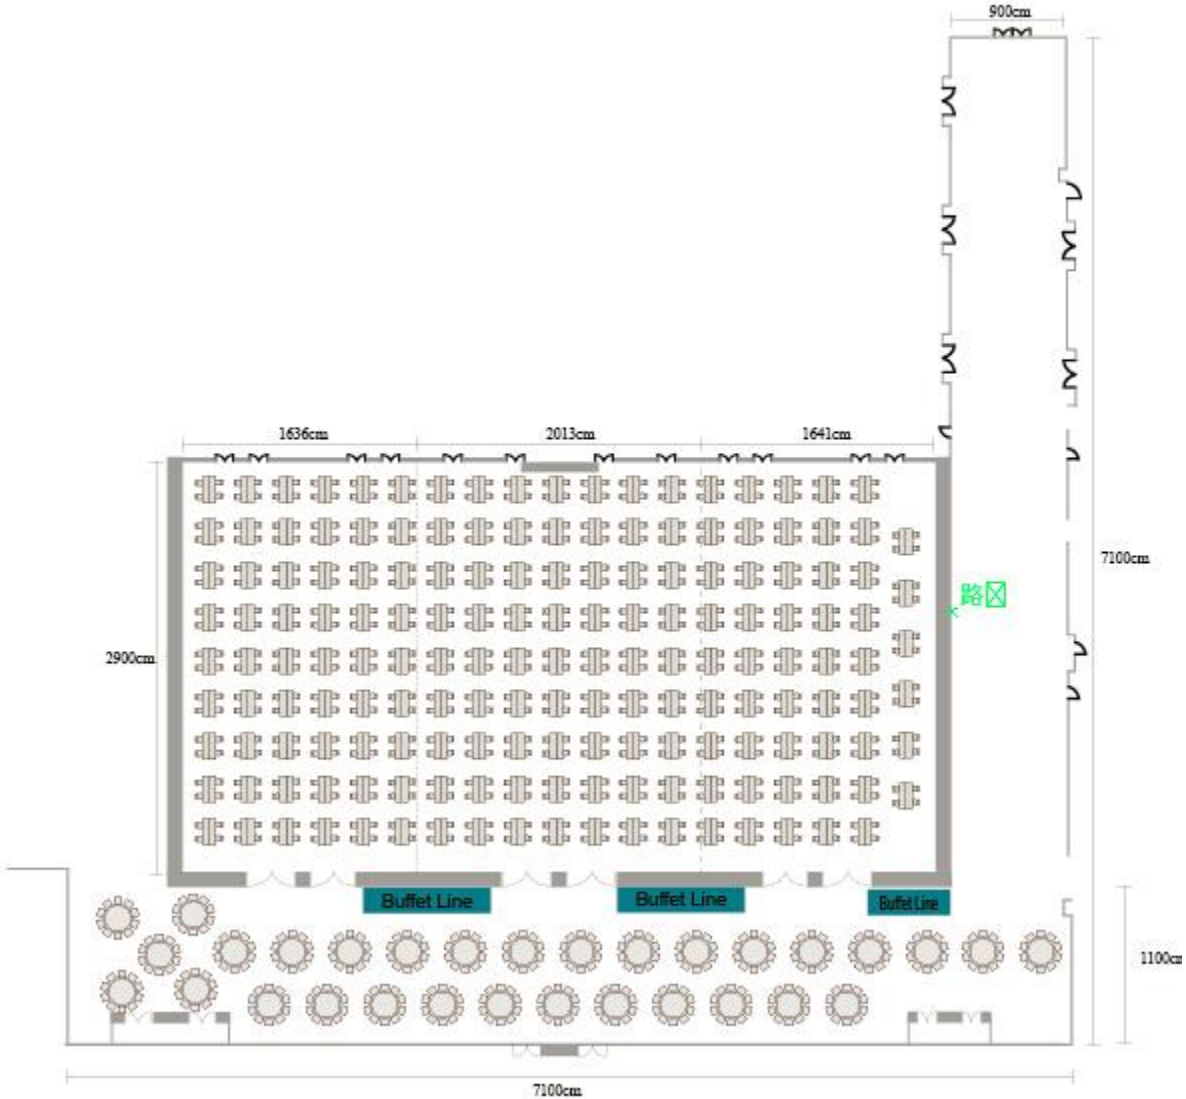 900cm
1636cm
2013cm
1641cm
7100cm
路
2900cm
Buffet Line
Buffet Line
Buffet Line
1100cm
7100cm